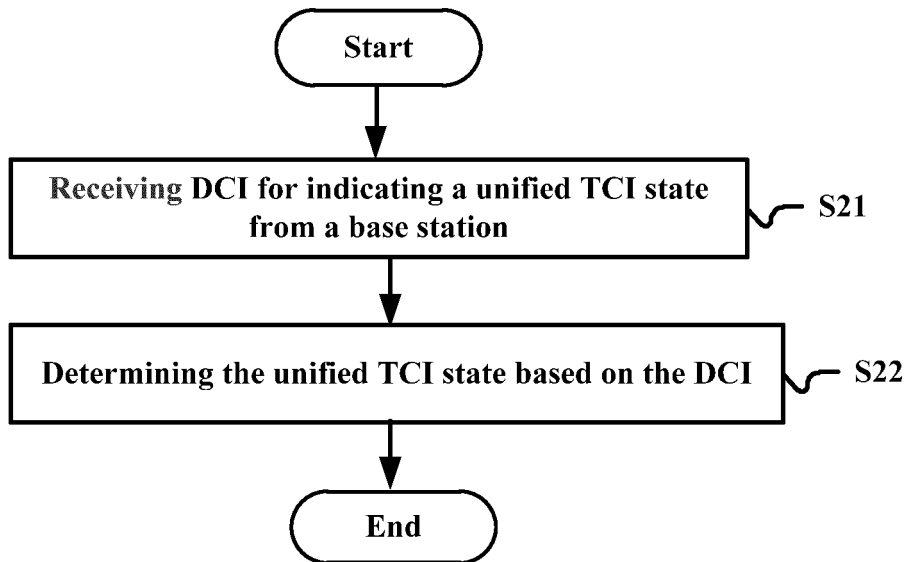 Start
Receiving DCI for indicating a unified TCI state
from a base station
S21
Determining the unified TCI state based on the DCI
S22
End